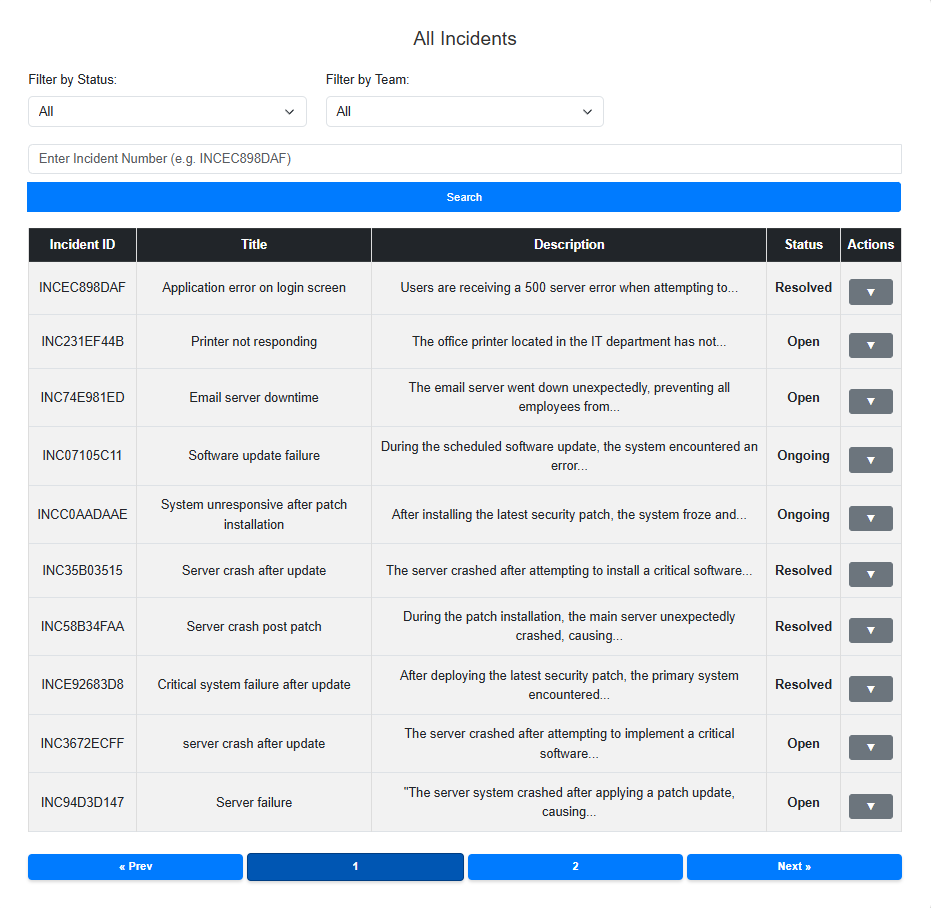 All Incidents
Filter by Status:
Filter by Team:
All
All
Enter Incident Number (e.g. INCEC898DAF)
Search
Incident ID Title Description Status Actions
INCEC898DAF Application error on login screen Users are receiving a 500 server error when attempting to... Resolved ▼
INC231EF44B Printer not responding The office printer located in the IT department has not... Open ▼
INC74E981ED Email server downtime The email server went down unexpectedly, preventing all
employees from... Open ▼
INC07105C11 Software update failure During the scheduled software update, the system encountered an
error... Ongoing ▼
INCC0AADAAE System unresponsive after patch
installation After installing the latest security patch, the system froze and... Ongoing ▼
INC35B03515 Server crash after update The server crashed after attempting to install a critical software... Resolved ▼
INC58B34FAA Server crash post patch During the patch installation, the main server unexpectedly
crashed, causing... Resolved ▼
INCE92683D8 Critical system failure after update After deploying the latest security patch, the primary system
encountered... Resolved ▼
INC3672ECFF server crash after update The server crashed after attempting to implement a critical
software... Open ▼
INC94D3D147 Server failure "The server system crashed after applying a patch update,
causing... Open ▼
« Prev 1 2 Next »